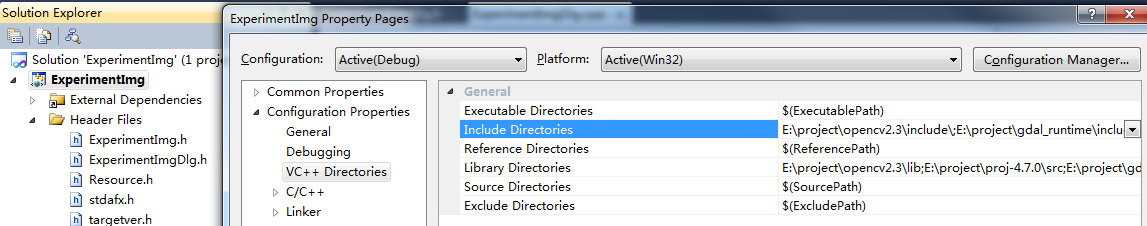 Solution Explorer
Solution 'ExperimentImg' (1 proj
ExperimentImg
External Dependencies
Header Files
ExperimentImg.h
ExperimentImgDlg.h
Resource.h
stdafx.h
targetver.h
ExperimentImg Property Pages
Configuration: Active(Debug) Platform: Active(Win32) Configuration Manager...
Common Properties
Configuration Properties
General
Debugging
VC++ Directories
C/C++
Linker
General
Executable Directories $(ExecutablePath)
Include Directories E:\project\opencv2.3\include\;E:\project\gdal_runtime\includ
Reference Directories $(ReferencePath)
Library Directories E:\project\opencv2.3\lib;E:\project\proj-4.7.0\src;E:\project\gd
Source Directories $(SourcePath)
Exclude Directories $(ExcludePath)